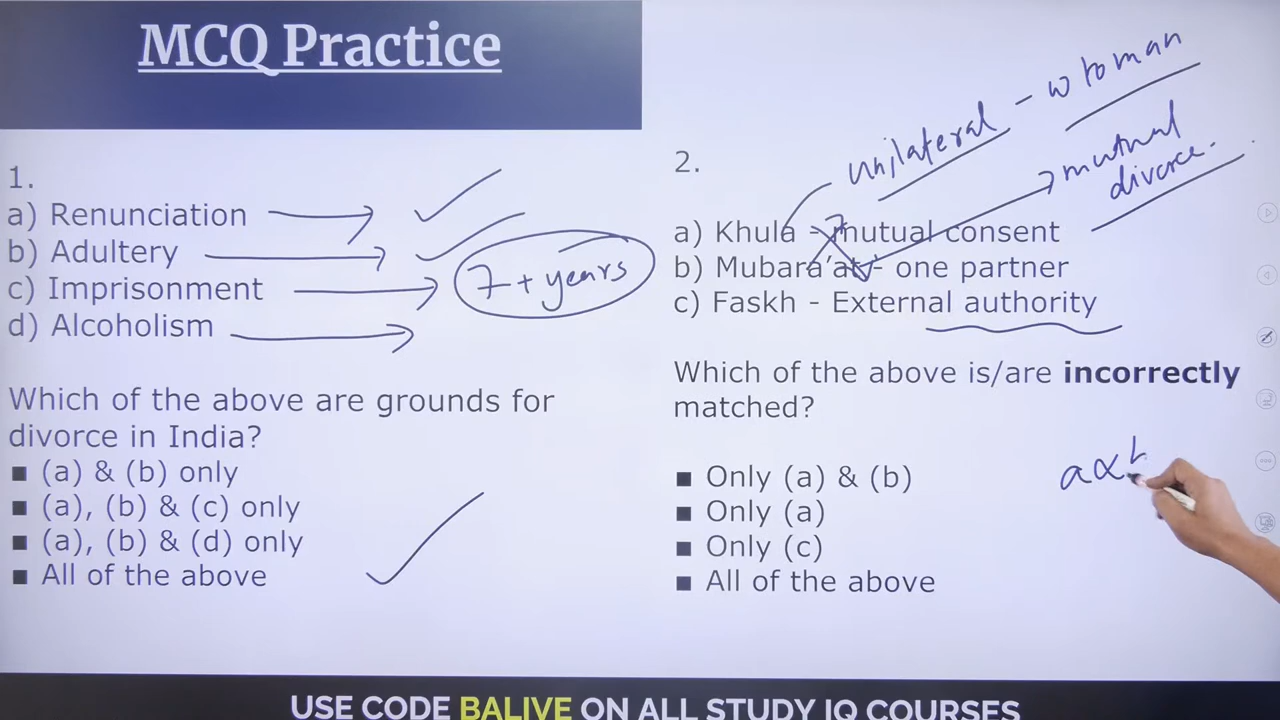 MCQ Practice
1.
a) Renunciation
b) Adultery
c) Imprisonment
d) Alcoholism
7+ years
Which of the above are grounds for
divorce in India?
▪ (a) & (b) only
▪ (a), (b) & (c) only
▪ (a), (b) & (d) only
▪ All of the above
unilateral - woman
mutual
divorce.
2.
a) Khula - mutual consent
b) Mubara'at - one partner
c) Faskh - External authority
Which of the above is/are incorrectly
matched?
▪ Only (a) & (b)
▪ Only (a)
▪ Only (c)
▪ All of the above
USE CODE BALIVE ON ALL STUDY IQ COURSES